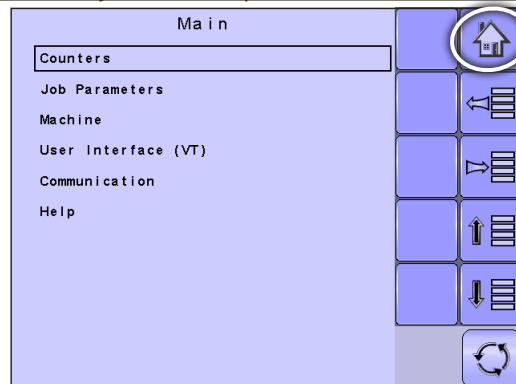 Main
Counters
Job Parameters
Machine
User Interface (VT)
Communication
Help